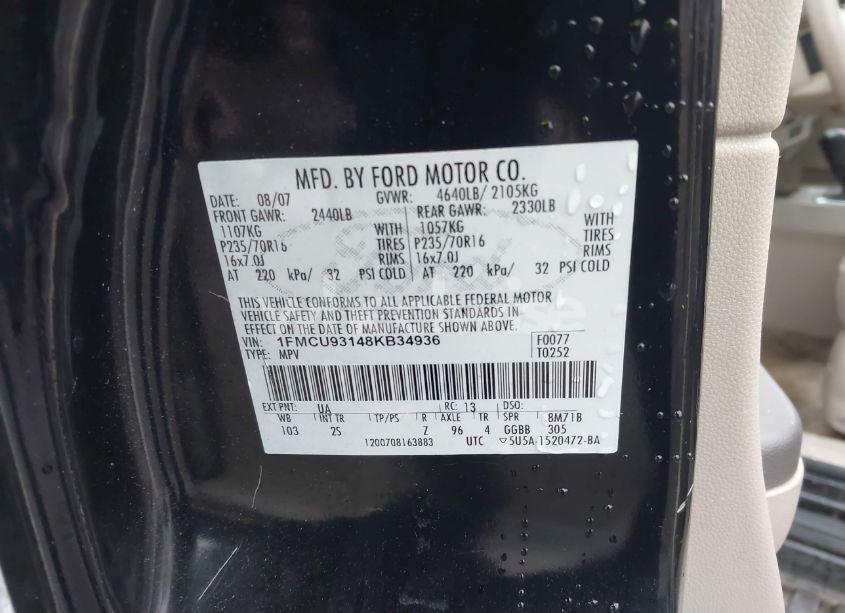 MFD. BY FORD MOTOR CO.
DATE: 08/07 GVWR: 4640LB/ 2105KG
FRONT GAWR: 2440LB REAR GAWR: 2330LB
1107KG WITH 1057KG WITH
P235/70R16 TIRES P235/70R16 TIRES
16x7.0J RIMS 16x7.0J RIMS
AT 220 kPa/ 32 PSI COLD AT 220 kPa/ 32 PSI COLD
THIS VEHICLE CONFORMS TO ALL APPLICABLE FEDERAL MOTOR
VEHICLE SAFETY AND THEFT PREVENTION STANDARDS IN
EFFECT ON THE DATE OF MANUFACTURE SHOWN ABOVE.
VIN: 1FMCU93148KB34936 F0077
TYPE: MPV T0252
EXT PNT: UA RC: 13 DSO:
WB INT TR TP/PS R AXLE TR SPR BM71B
103 2S Z 96 4 GGBB 305
1200708163883 UTC 5U5A-1520472-BA